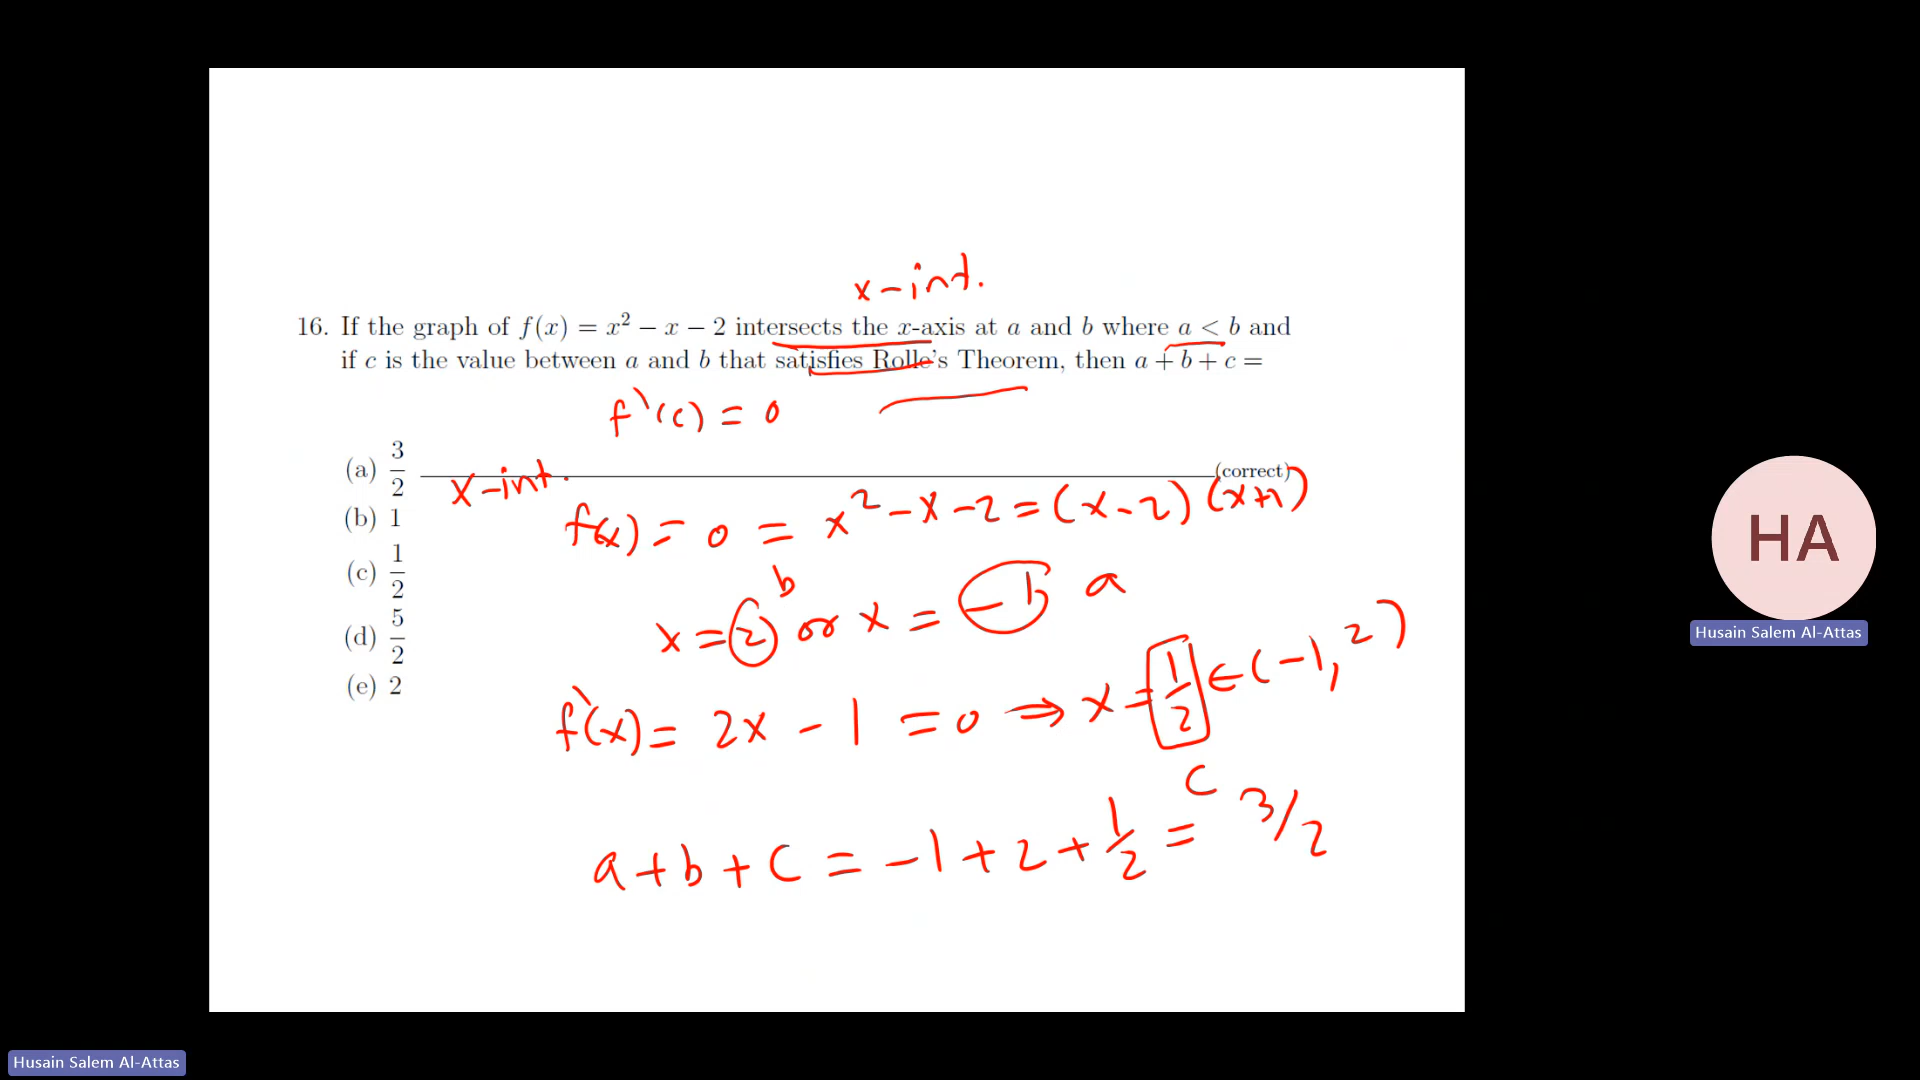 x-int.
16. If the graph of f(x) = x² − x − 2 intersects the x-axis at a and b where a < b and
if c is the value between a and b that satisfies Rolle's Theorem, then a + b + c =
f'(c) = 0
(a) 3/2 (correct)
x-int.
f(x) = 0 = x² - x - 2 = (x-2)(x+1)
(b) 1
(c) 1/2
b
x = 2 or x = -1 a
(d) 5/2
(e) 2
f'(x) = 2x - 1 = 0 ⇒ x = 1/2 ∈ (-1, 2)
c
a + b + c = -1 + 2 + 1/2 = 3/2
HA
Husain Salem Al-Attas
Husain Salem Al-Attas